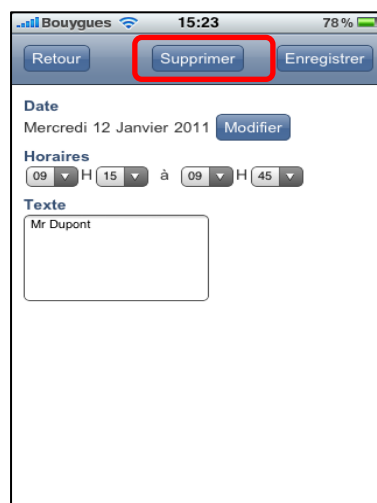 Bouygues 15:23 78 %
Retour Supprimer Enregistrer
Date
Mercredi 12 Janvier 2011 Modifier
Horaires
09 H 15 à 09 H 45
Texte
Mr Dupont